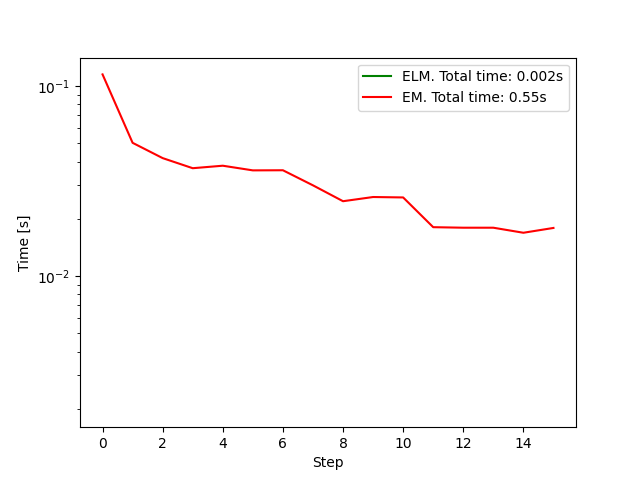 ELM. Total time: 0.002s
EM. Total time: 0.55s
10⁻¹
10⁻²
Time [s]
0 2 4 6 8 10 12 14
Step